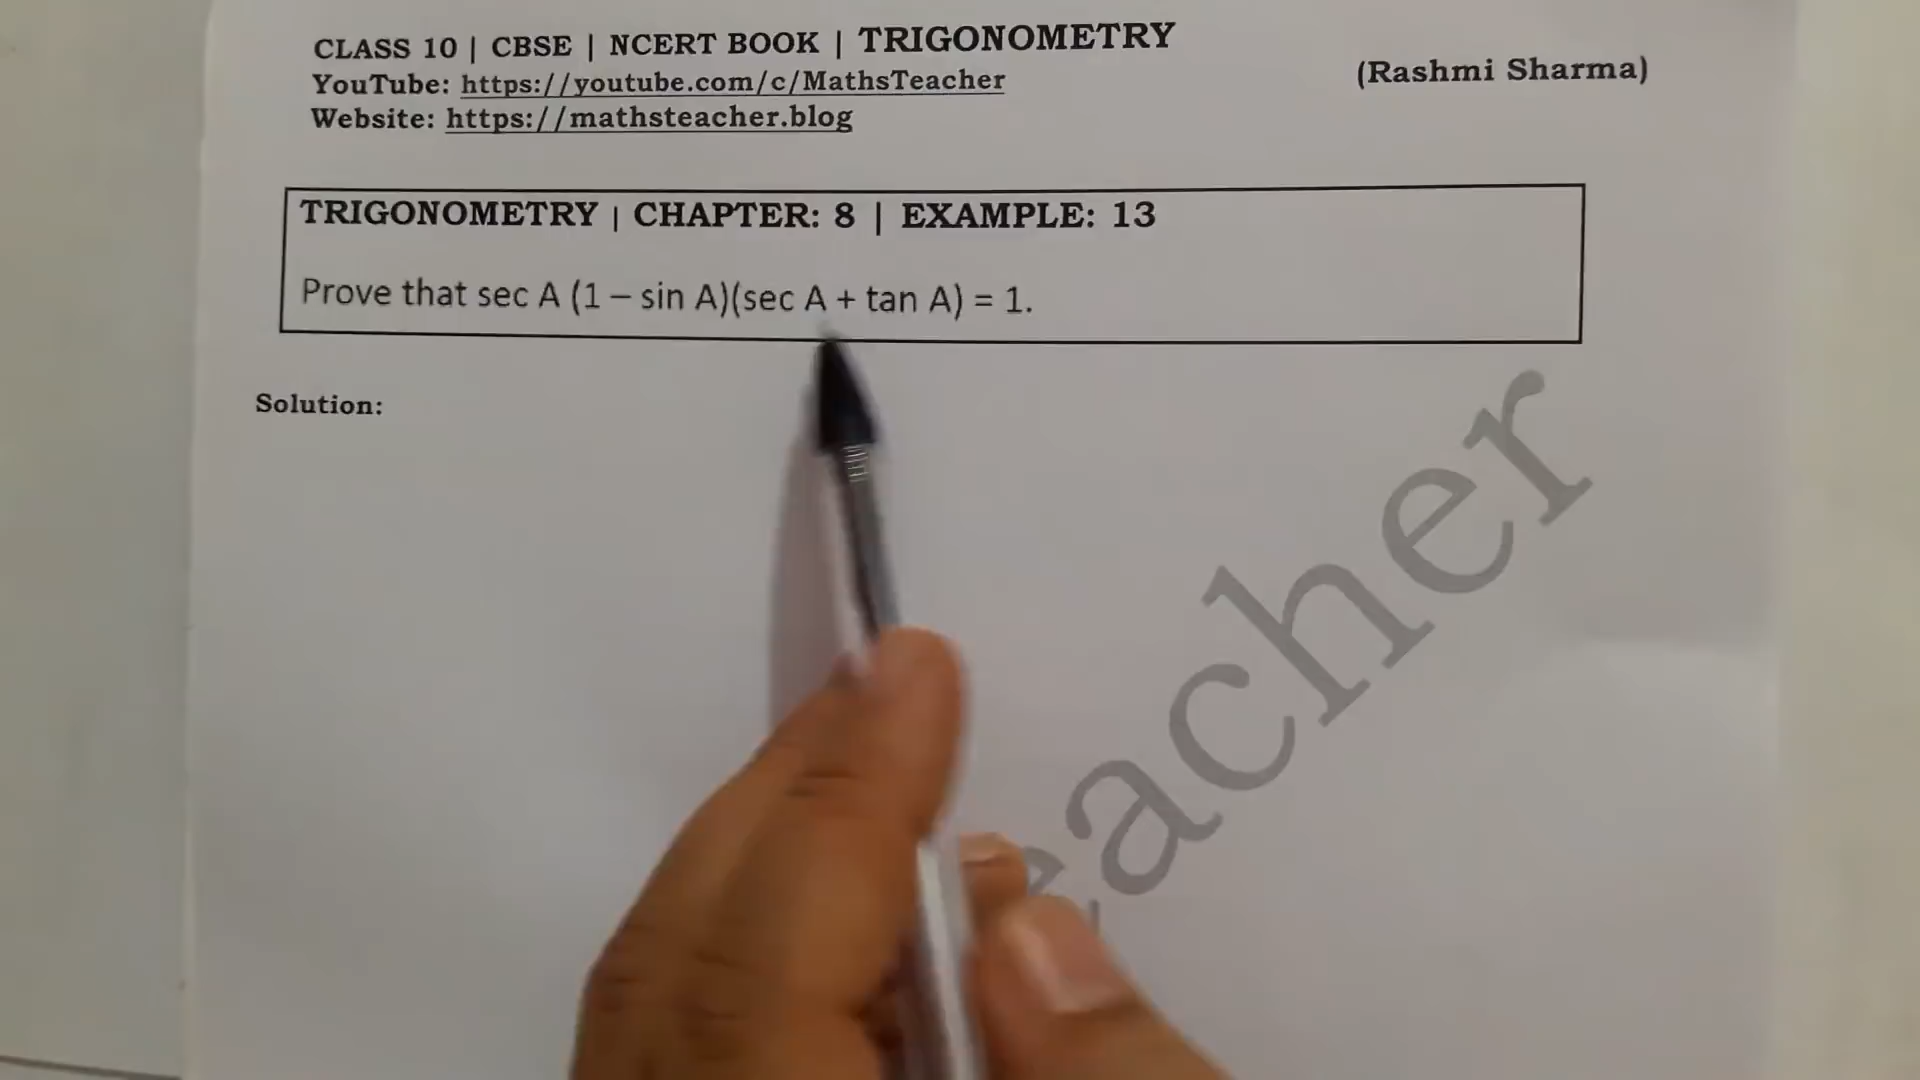 CLASS 10 | CBSE | NCERT BOOK | TRIGONOMETRY
(Rashmi Sharma)
YouTube: https://youtube.com/c/MathsTeacher
Website: https://mathsteacher.blog
TRIGONOMETRY | CHAPTER: 8 | EXAMPLE: 13
Prove that sec A (1 – sin A)(sec A + tan A) = 1.
Solution:
eacher